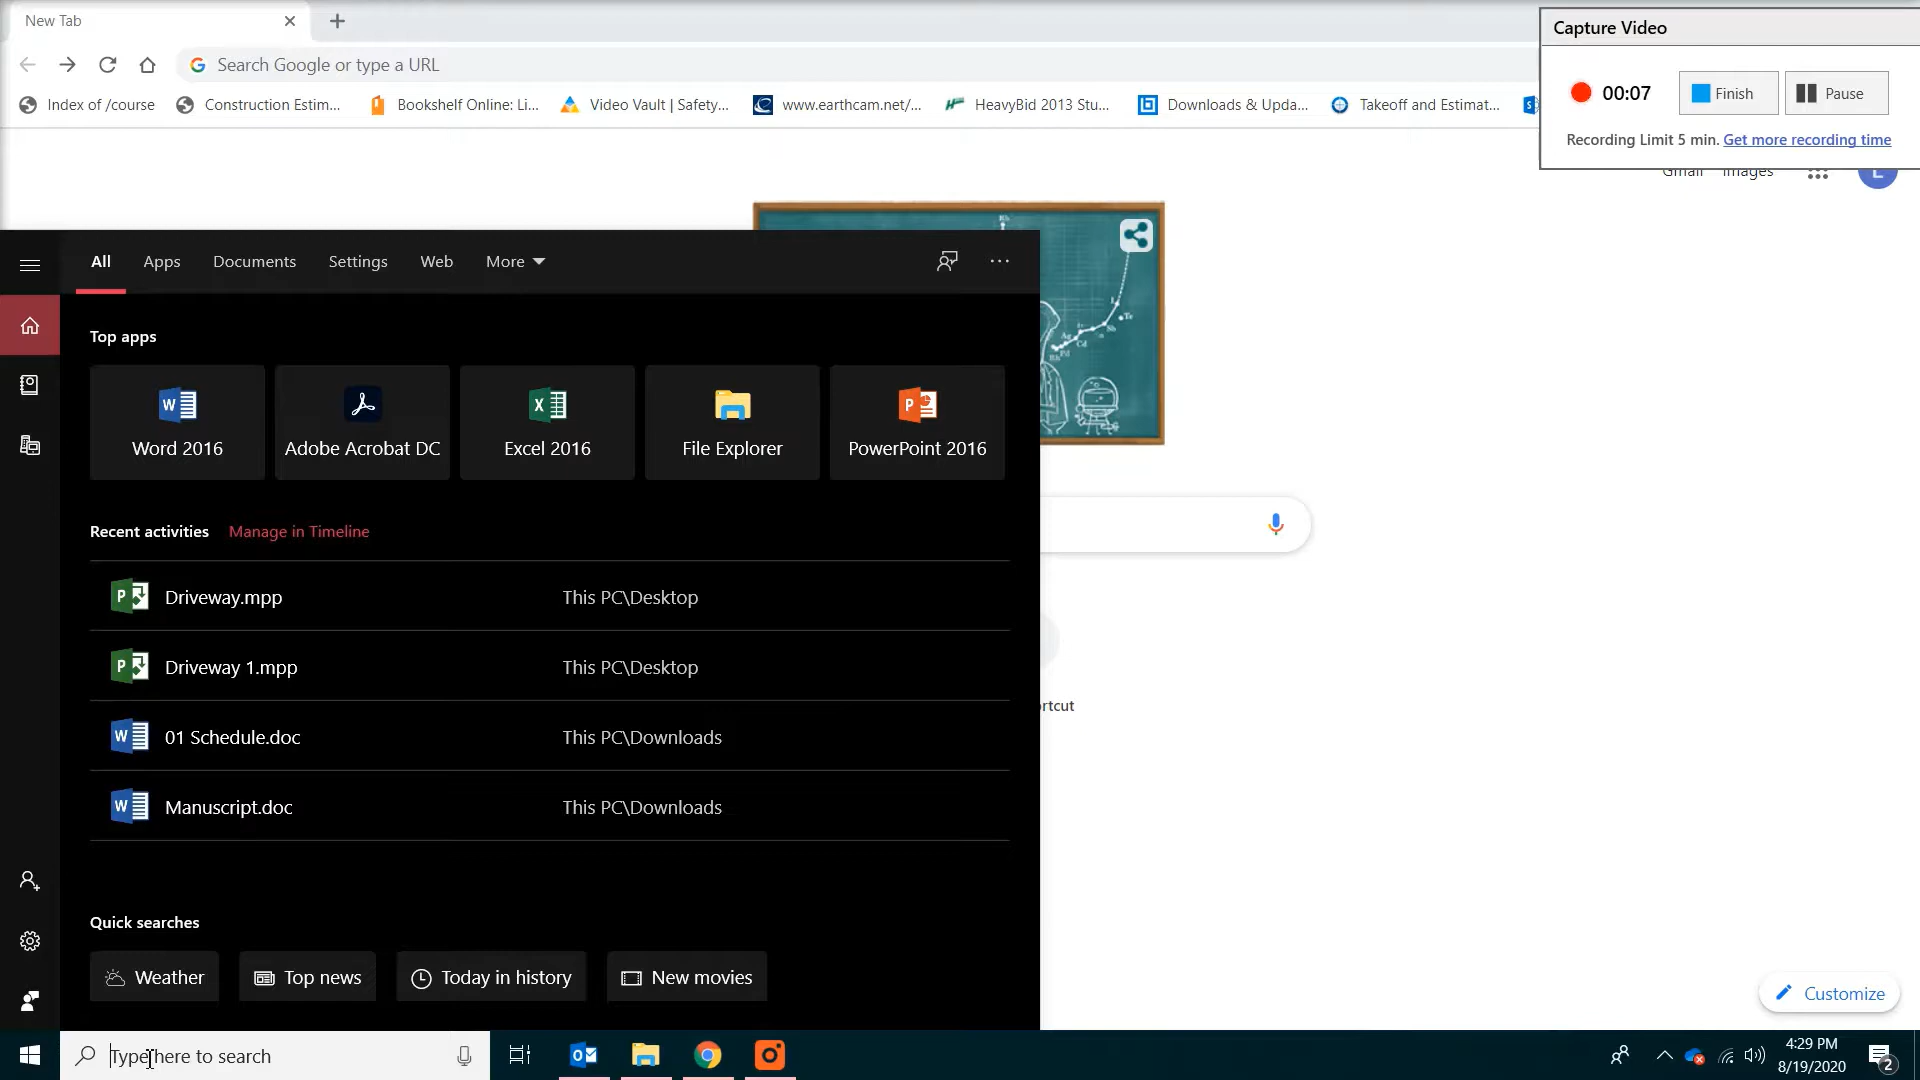 New Tab
Capture Video
Search Google or type a URL
00:07
Finish
Pause
Index of /course
Construction Estim...
Bookshelf Online: Li...
Video Vault | Safety...
www.earthcam.net/...
HeavyBid 2013 Stu...
Downloads & Upda...
Takeoff and Estimat...
Recording Limit 5 min. Get more recording time
Gmail
Images
All
Apps
Documents
Settings
Web
More
Top apps
Word 2016
Adobe Acrobat DC
Excel 2016
File Explorer
PowerPoint 2016
Recent activities
Manage in Timeline
Driveway.mpp
This PC\Desktop
Driveway 1.mpp
This PC\Desktop
rtcut
01 Schedule.doc
This PC\Downloads
Manuscript.doc
This PC\Downloads
Quick searches
Weather
Top news
Today in history
New movies
Customize
Type here to search
4:29 PM
8/19/2020
2